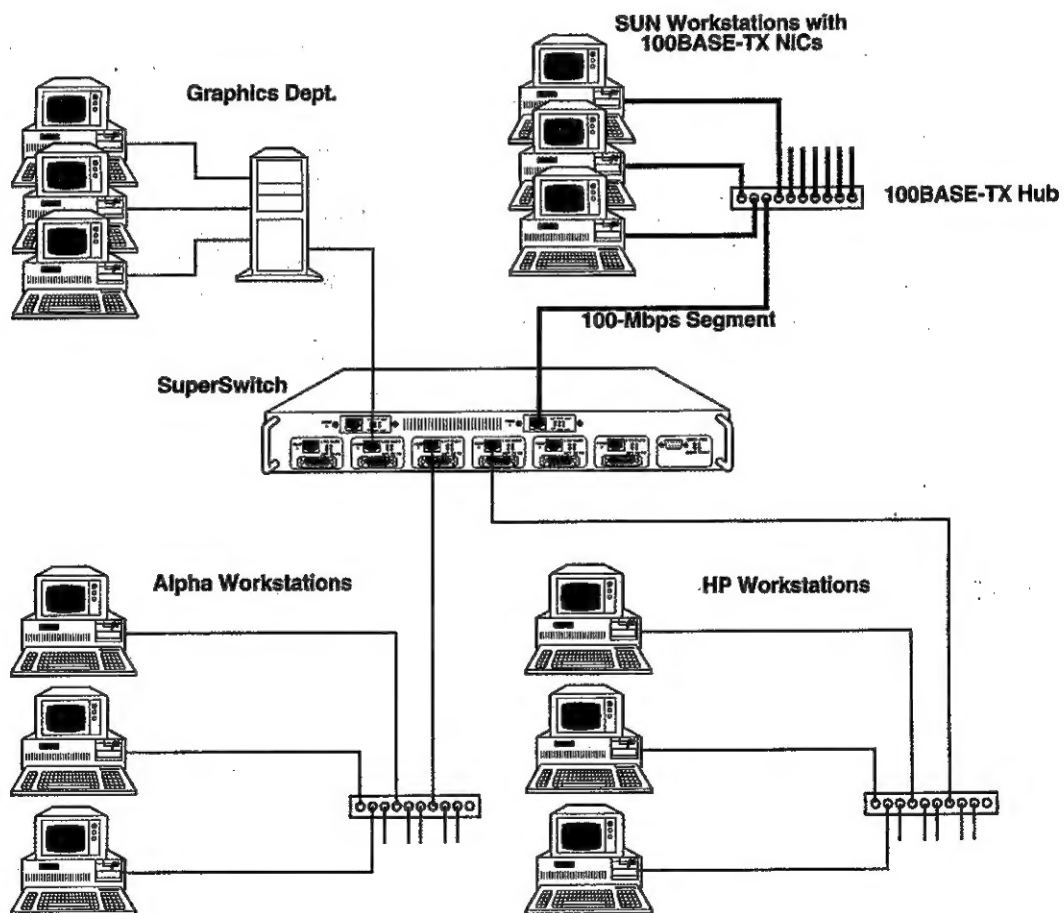 SUN Workstations with
100BASE-TX NICs
Graphics Dept.
100BASE-TX Hub
100-Mbps Segment
SuperSwitch
Alpha Workstations
HP Workstations